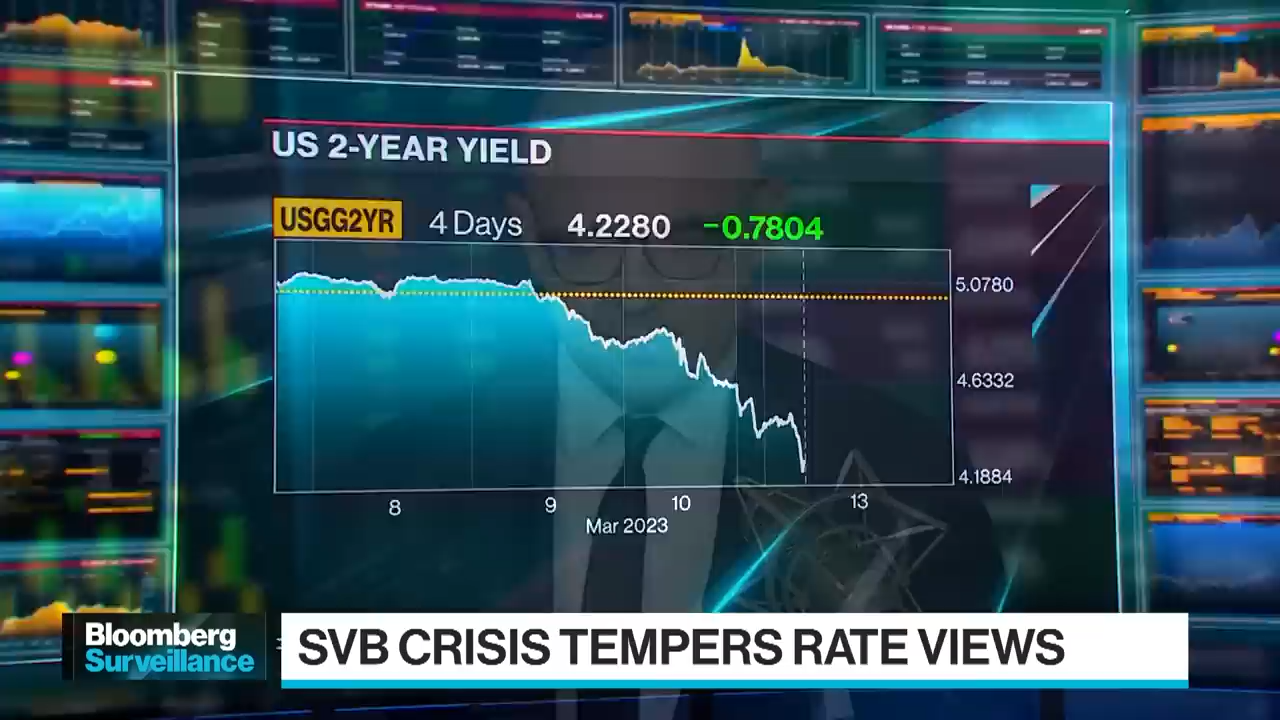 US 2-YEAR YIELD
USGG2YR 4 Days 4.2280 -0.7804
5.0780
4.6332
4.1884
8 9 10 13
Mar 2023
Bloomberg
Surveillance
SVB CRISIS TEMPERS RATE VIEWS